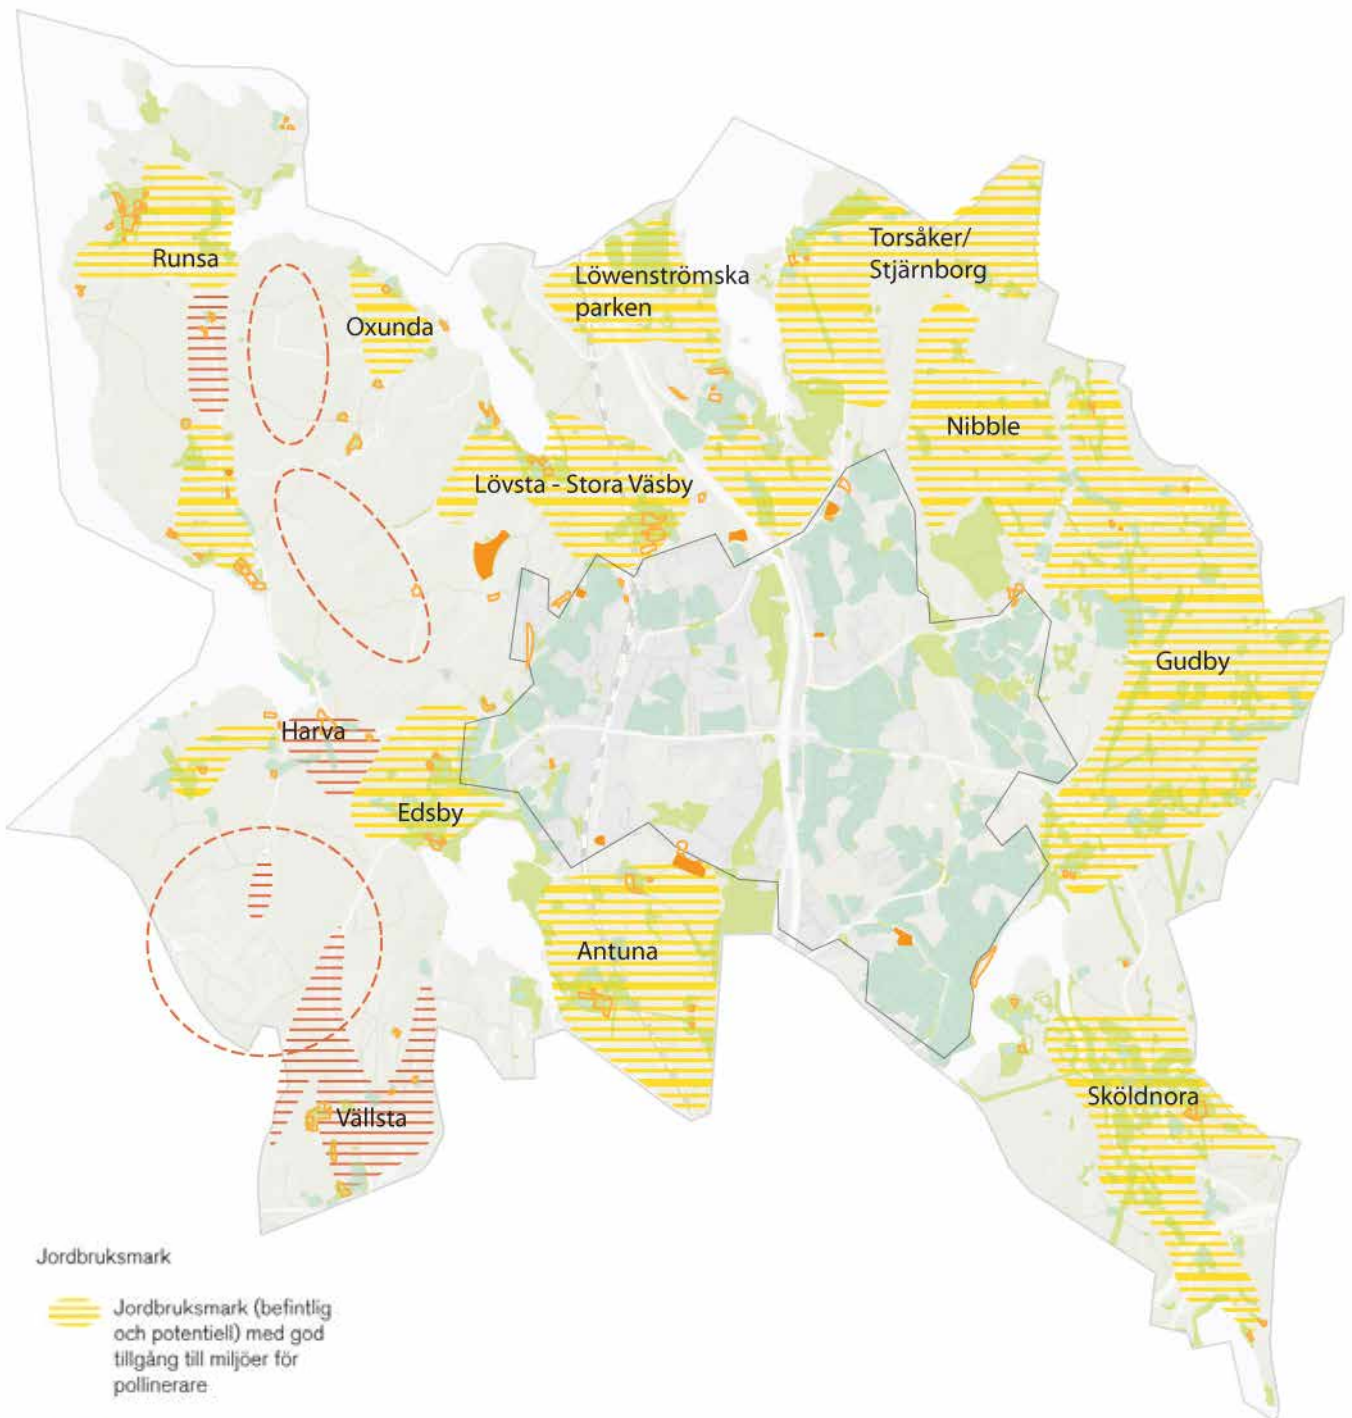 Torsåker/
Stjärnborg
Runsa
Löwenströmska
parken
Oxunda
Nibble
Lövsta - Stora Väsby
Gudby
Harva
Edsby
Antuna
Sköldnora
Vällsta
Jordbruksmark
Jordbruksmark (befintlig
och potentiell) med god
tillgång till miljöer för
pollinerare